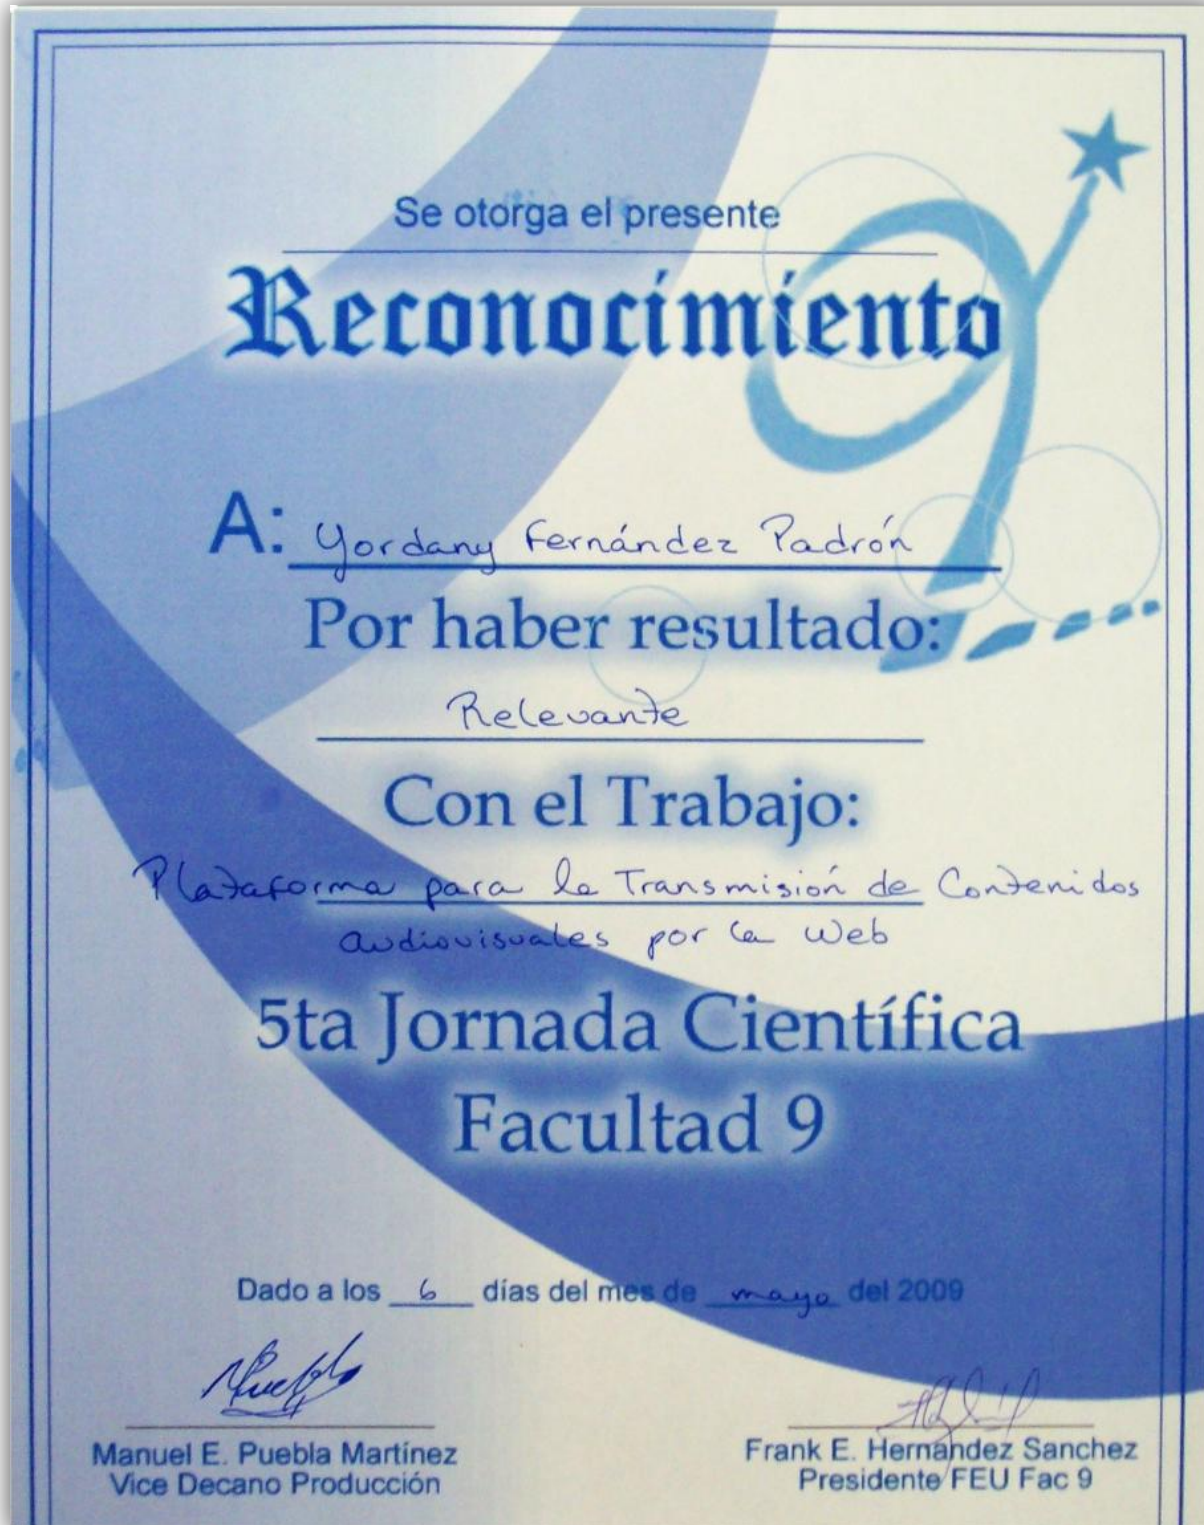 Se otorga el presente
Reconocimiento
A: Yordany Fernández Padrón
Por haber resultado:
Relevante
Con el Trabajo:
Plataforma para la Transmisión de Contenidos
audiovisuales por la Web
5ta Jornada Científica
Facultad 9
Dado a los 6 días del mes de mayo del 2009
Manuel E. Puebla Martínez
Vice Decano Producción
Frank E. Hernández Sanchez
Presidente FEU Fac 9